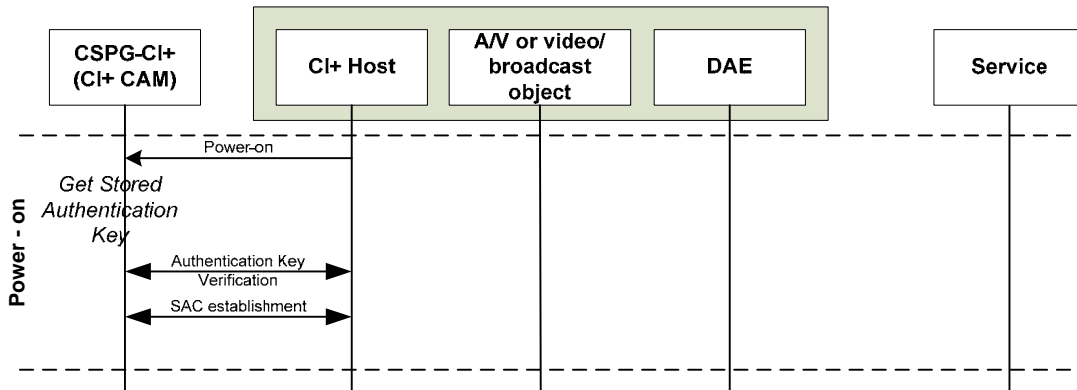 CSPG-CI+
(CI+ CAM)
CI+ Host
A/V or video/
broadcast
object
DAE
Service
Power - on
Power-on
Get Stored
Authentication
Key
Authentication Key
Verification
SAC establishment